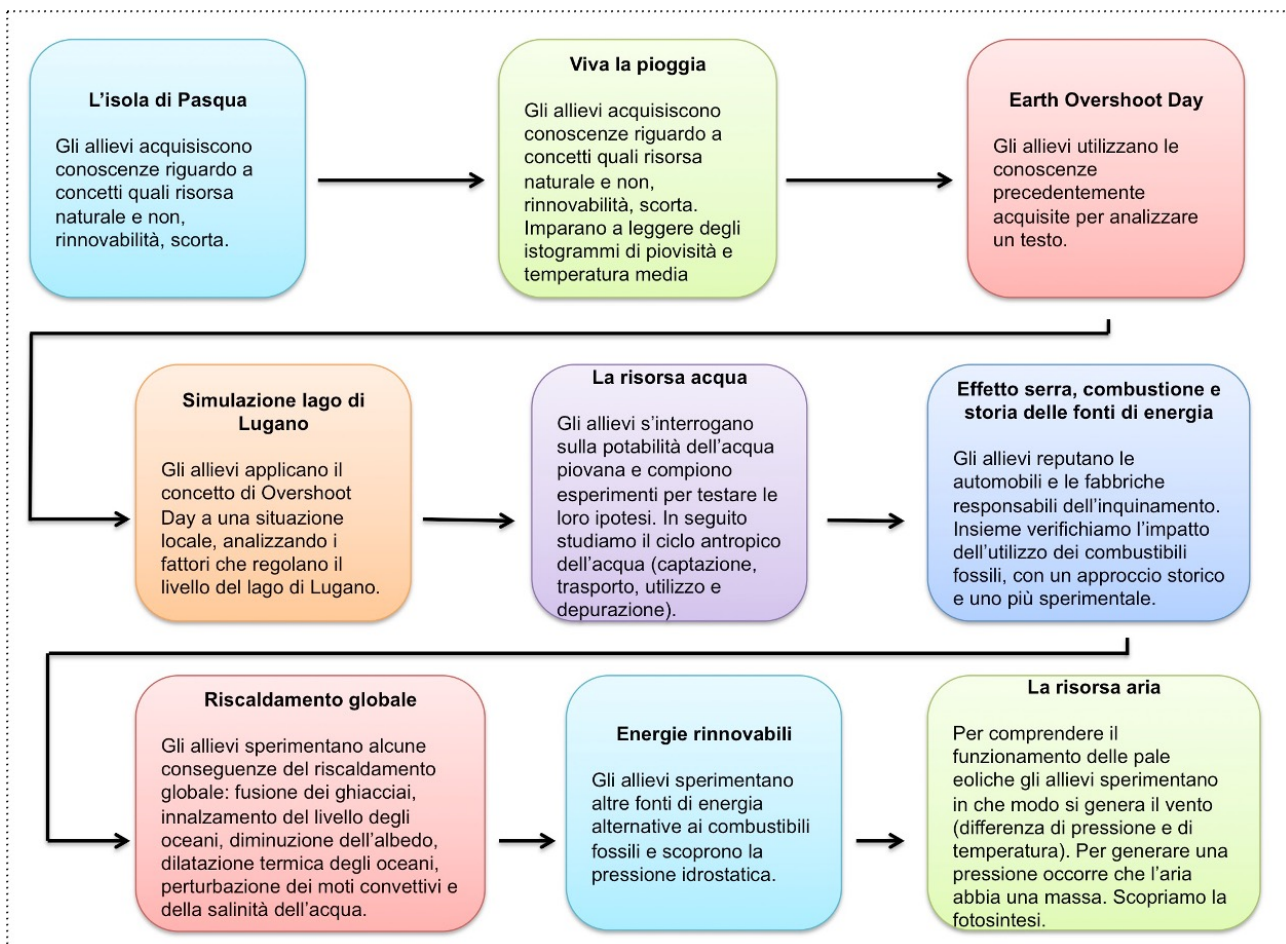 L'isola di Pasqua
Gli allievi acquisiscono
conoscenze riguardo a
concetti quali risorsa
naturale e non,
rinnovabilità, scorta.
Viva la pioggia
Gli allievi acquisiscono
conoscenze riguardo a
concetti quali risorsa
naturale e non,
rinnovabilità, scorta.
Imparano a leggere degli
istogrammi di piovisità e
temperatura media
Earth Overshoot Day
Gli allievi utilizzano le
conoscenze
precedentemente
acquisite per analizzare
un testo.
Simulazione lago di
Lugano
Gli allievi applicano il
concetto di Overshoot
Day a una situazione
locale, analizzando i
fattori che regolano il
livello del lago di Lugano.
La risorsa acqua
Gli allievi s'interrogano
sulla potabilità dell'acqua
piovana e compiono
esperimenti per testare le
loro ipotesi. In seguito
studiamo il ciclo antropico
dell'acqua (captazione,
trasporto, utilizzo e
depurazione).
Effetto serra, combustione e
storia delle fonti di energia
Gli allievi reputano le
automobili e le fabbriche
responsabili dell'inquinamento.
Insieme verifichiamo l'impatto
dell'utilizzo dei combustibili
fossili, con un approccio storico
e uno più sperimentale.
Riscaldamento globale
Gli allievi sperimentano alcune
conseguenze del riscaldamento
globale: fusione dei ghiacciai,
innalzamento del livello degli
oceani, diminuzione dell'albedo,
dilatazione termica degli oceani,
perturbazione dei moti convettivi e
della salinità dell'acqua.
Energie rinnovabili
Gli allievi sperimentano
altre fonti di energia
alternative ai combustibili
fossili e scoprono la
pressione idrostatica.
La risorsa aria
Per comprendere il
funzionamento delle pale
eoliche gli allievi sperimentano
in che modo si genera il vento
(differenza di pressione e di
temperatura). Per generare una
pressione occorre che l'aria
abbia una massa. Scopriamo la
fotosintesi.